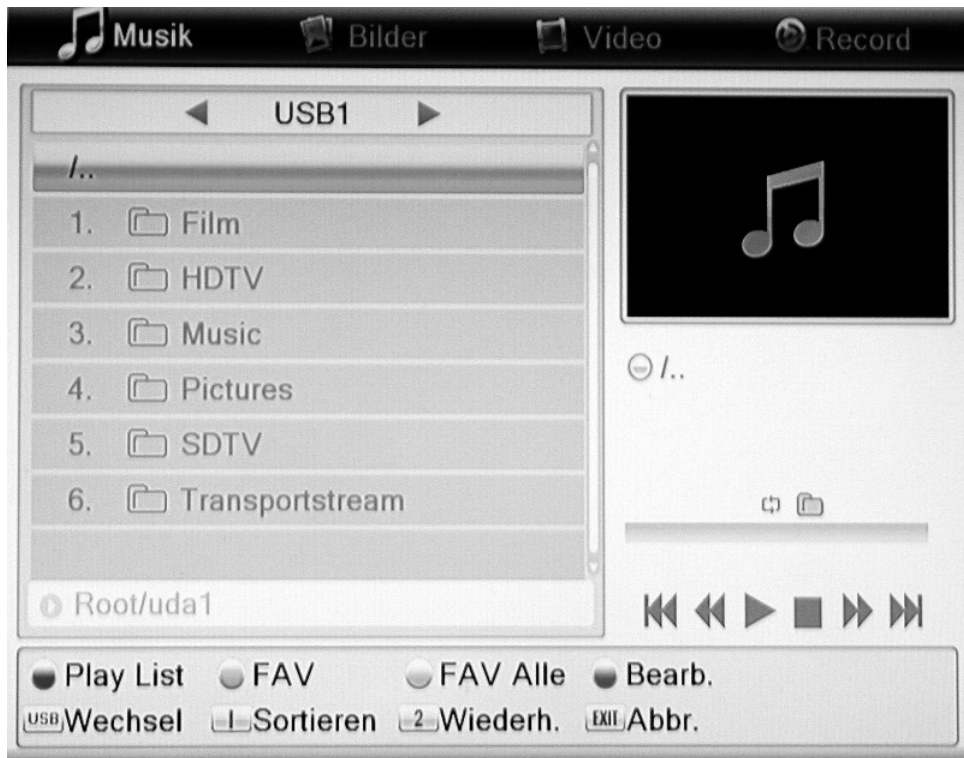 Musik Bilder Video Record
USB1
/..
1. Film
2. HDTV
3. Music
4. Pictures
5. SDTV
6. Transportstream
Root/uda1
/..
Play List FAV FAV Alle Bearb.
USB Wechsel 1 Sortieren 2 Wiederh. EXIT Abbr.